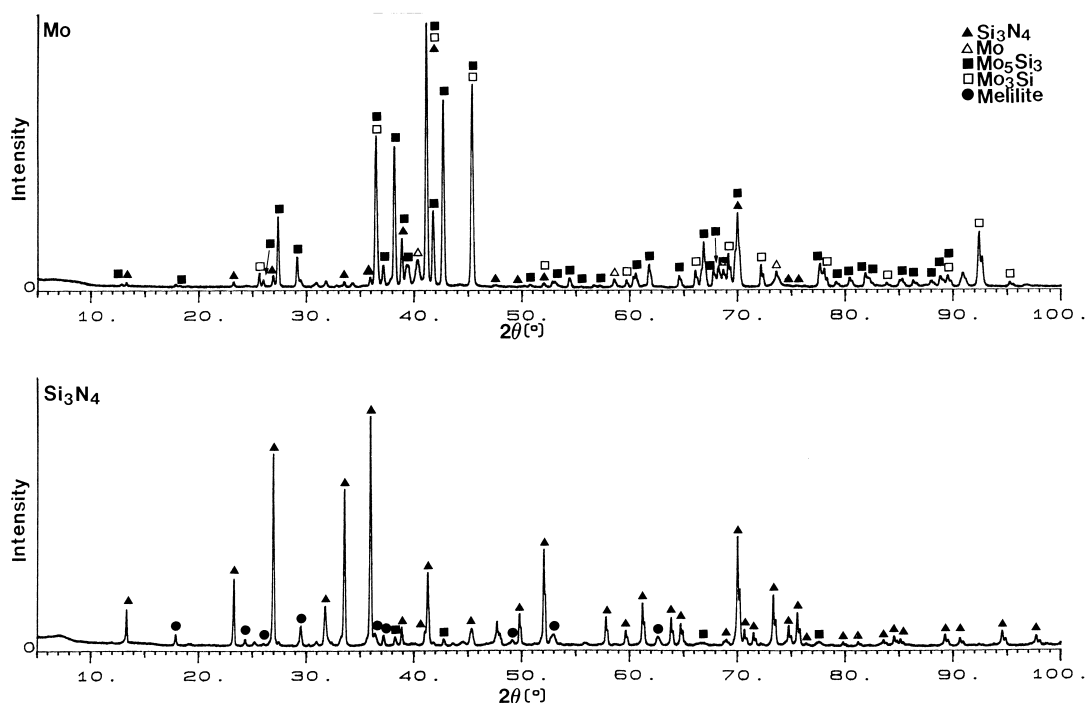 Mo
▲ Si₃N₄
△ Mo
■ Mo₅Si₃
□ Mo₃Si
● Melilite
Intensity
0
10. 20. 30. 40. 50. 60. 70. 80. 90. 100.
2θ(°)
Si₃N₄
Intensity
0
10. 20. 30. 40. 50. 60. 70. 80. 90. 100.
2θ(°)